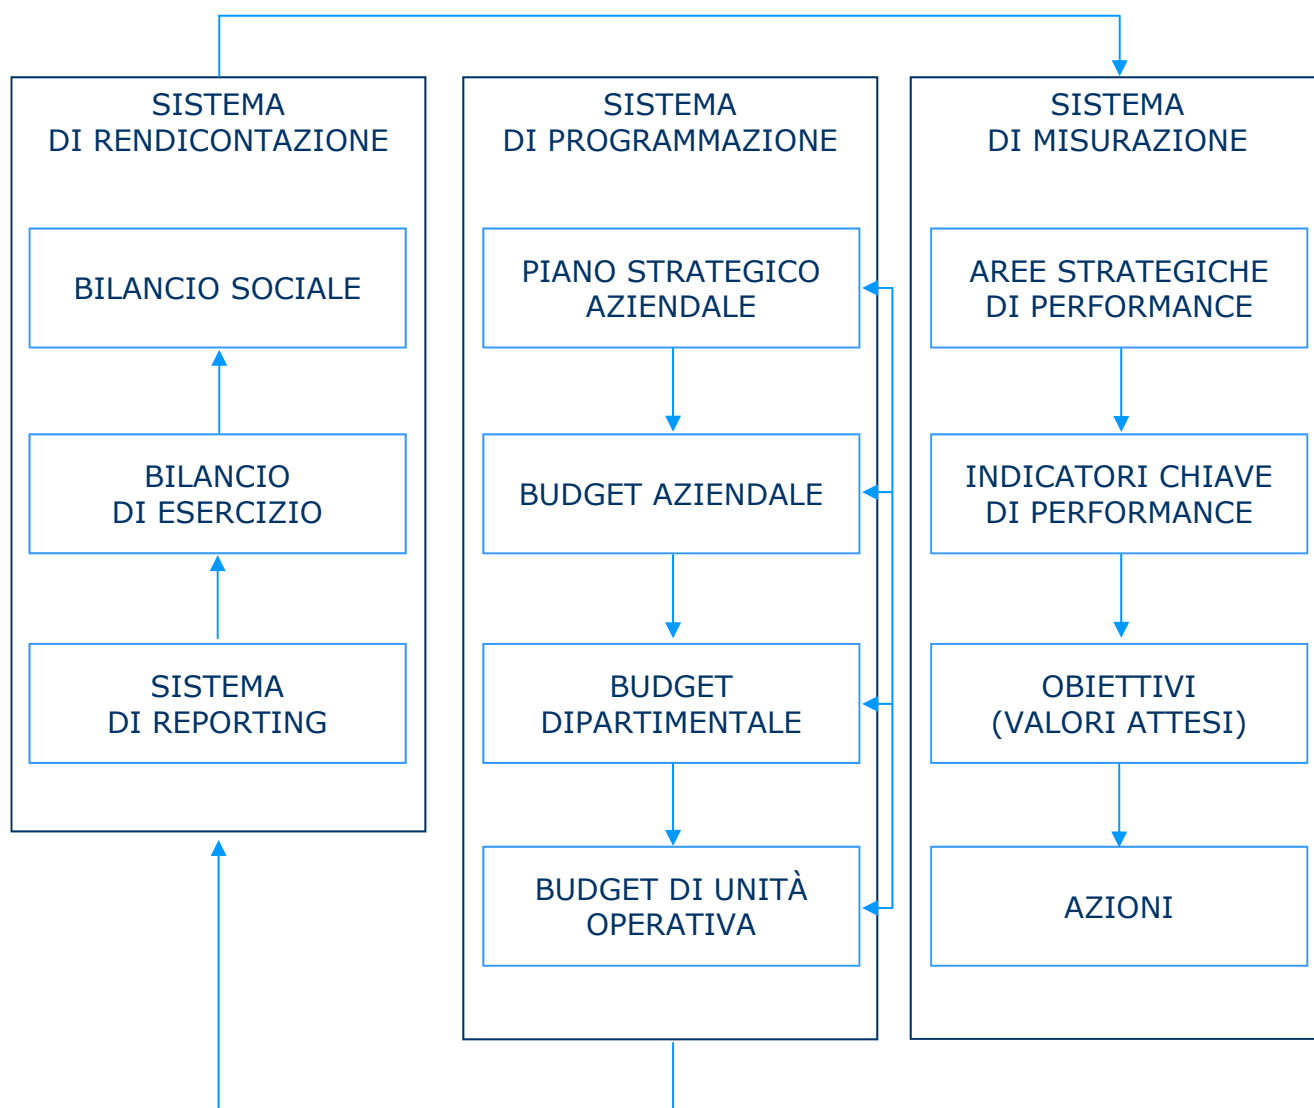 SISTEMA
DI RENDICONTAZIONE
BILANCIO SOCIALE
BILANCIO
DI ESERCIZIO
SISTEMA
DI REPORTING
SISTEMA
DI PROGRAMMAZIONE
PIANO STRATEGICO
AZIENDALE
BUDGET AZIENDALE
BUDGET
DIPARTIMENTALE
BUDGET DI UNITÀ
OPERATIVA
SISTEMA
DI MISURAZIONE
AREE STRATEGICHE
DI PERFORMANCE
INDICATORI CHIAVE
DI PERFORMANCE
OBIETTIVI
(VALORI ATTESI)
AZIONI